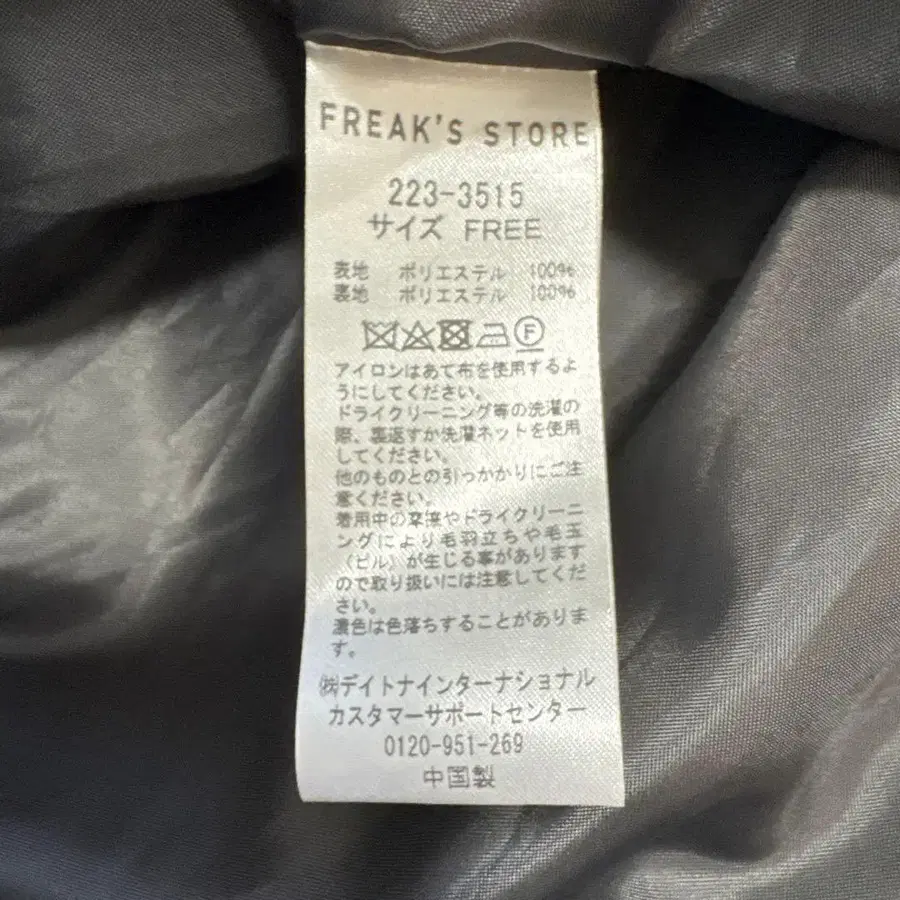 FREAK'S STORE
223-3515
サイズ FREE
表地 ポリエステル 100%
裏地 ポリエステル 100%
F
アイロンはあて布を使用するよ
うにしてください。
ドライクリーニング等の洗濯の
際、裏返すか洗濯ネットを使用
してください。
他のものとの引っかかりにご注
意ください。
着用中の摩擦やドライクリーニ
ングにより毛羽立ちや毛玉
(ピル)が生じる事があります
ので取り扱いには注意してくだ
さい。
濃色は色落ちすることがありま
す。
㈱デイトナインターナショナル
カスタマーサポートセンター
0120-951-269
中国製